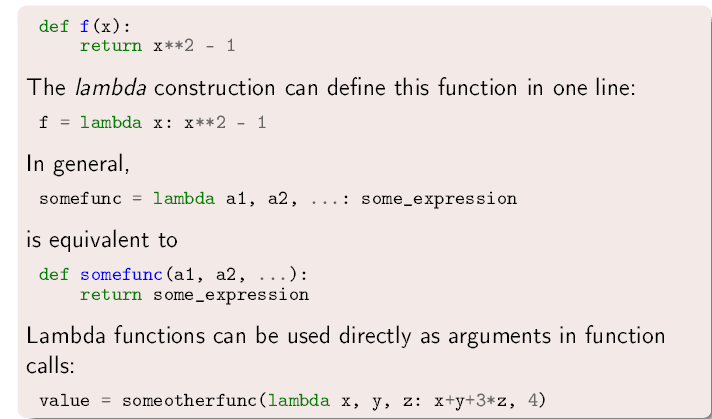 def f(x):
    return x**2 - 1
The lambda construction can define this function in one line:
f = lambda x: x**2 - 1
In general,
somefunc = lambda a1, a2, ...: some_expression
is equivalent to
def somefunc(a1, a2, ...):
    return some_expression
Lambda functions can be used directly as arguments in function
calls:
value = someotherfunc(lambda x, y, z: x+y+3*z, 4)